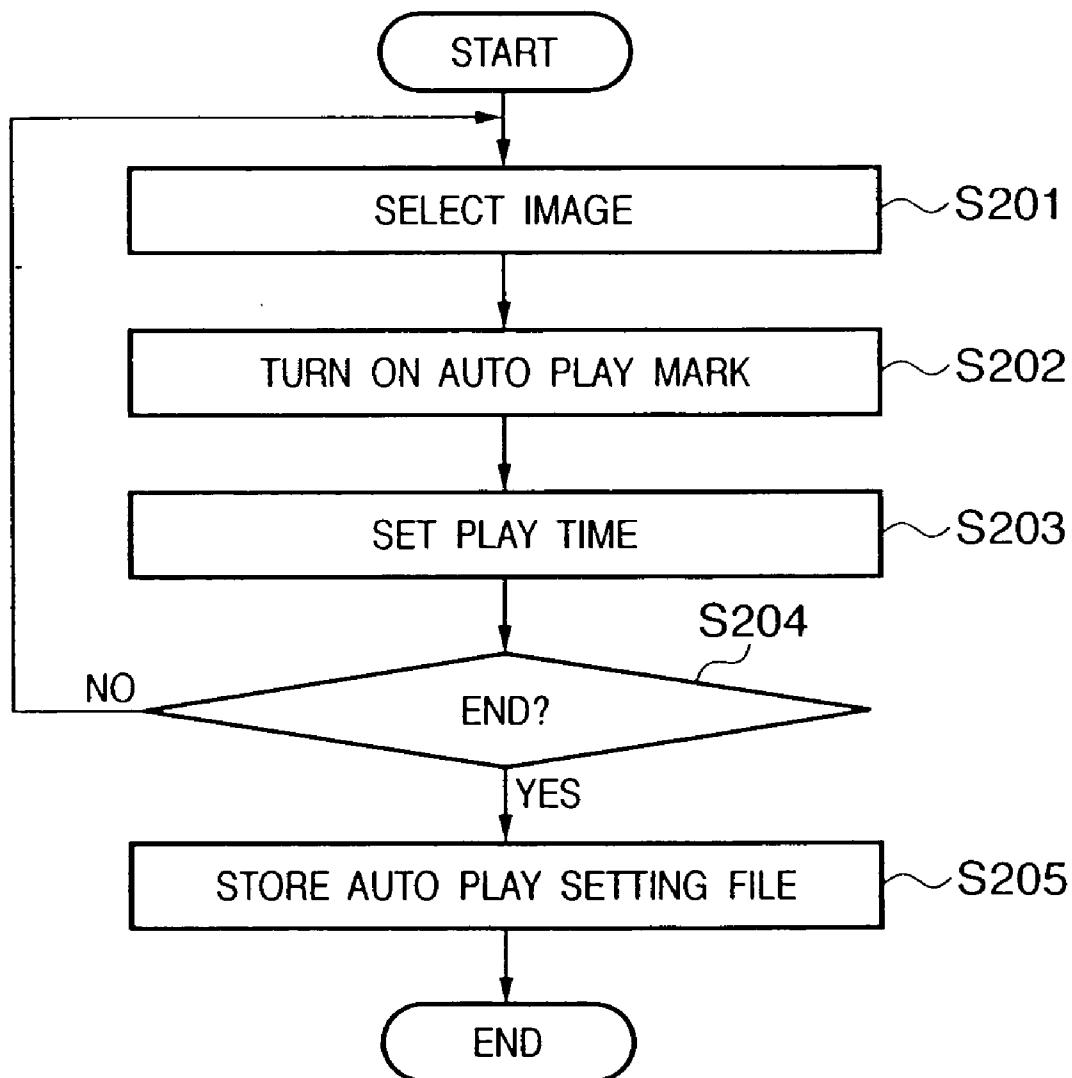 START
SELECT IMAGE
S201
TURN ON AUTO PLAY MARK
S202
SET PLAY TIME
S203
S204
NO
END?
YES
STORE AUTO PLAY SETTING FILE
S205
END